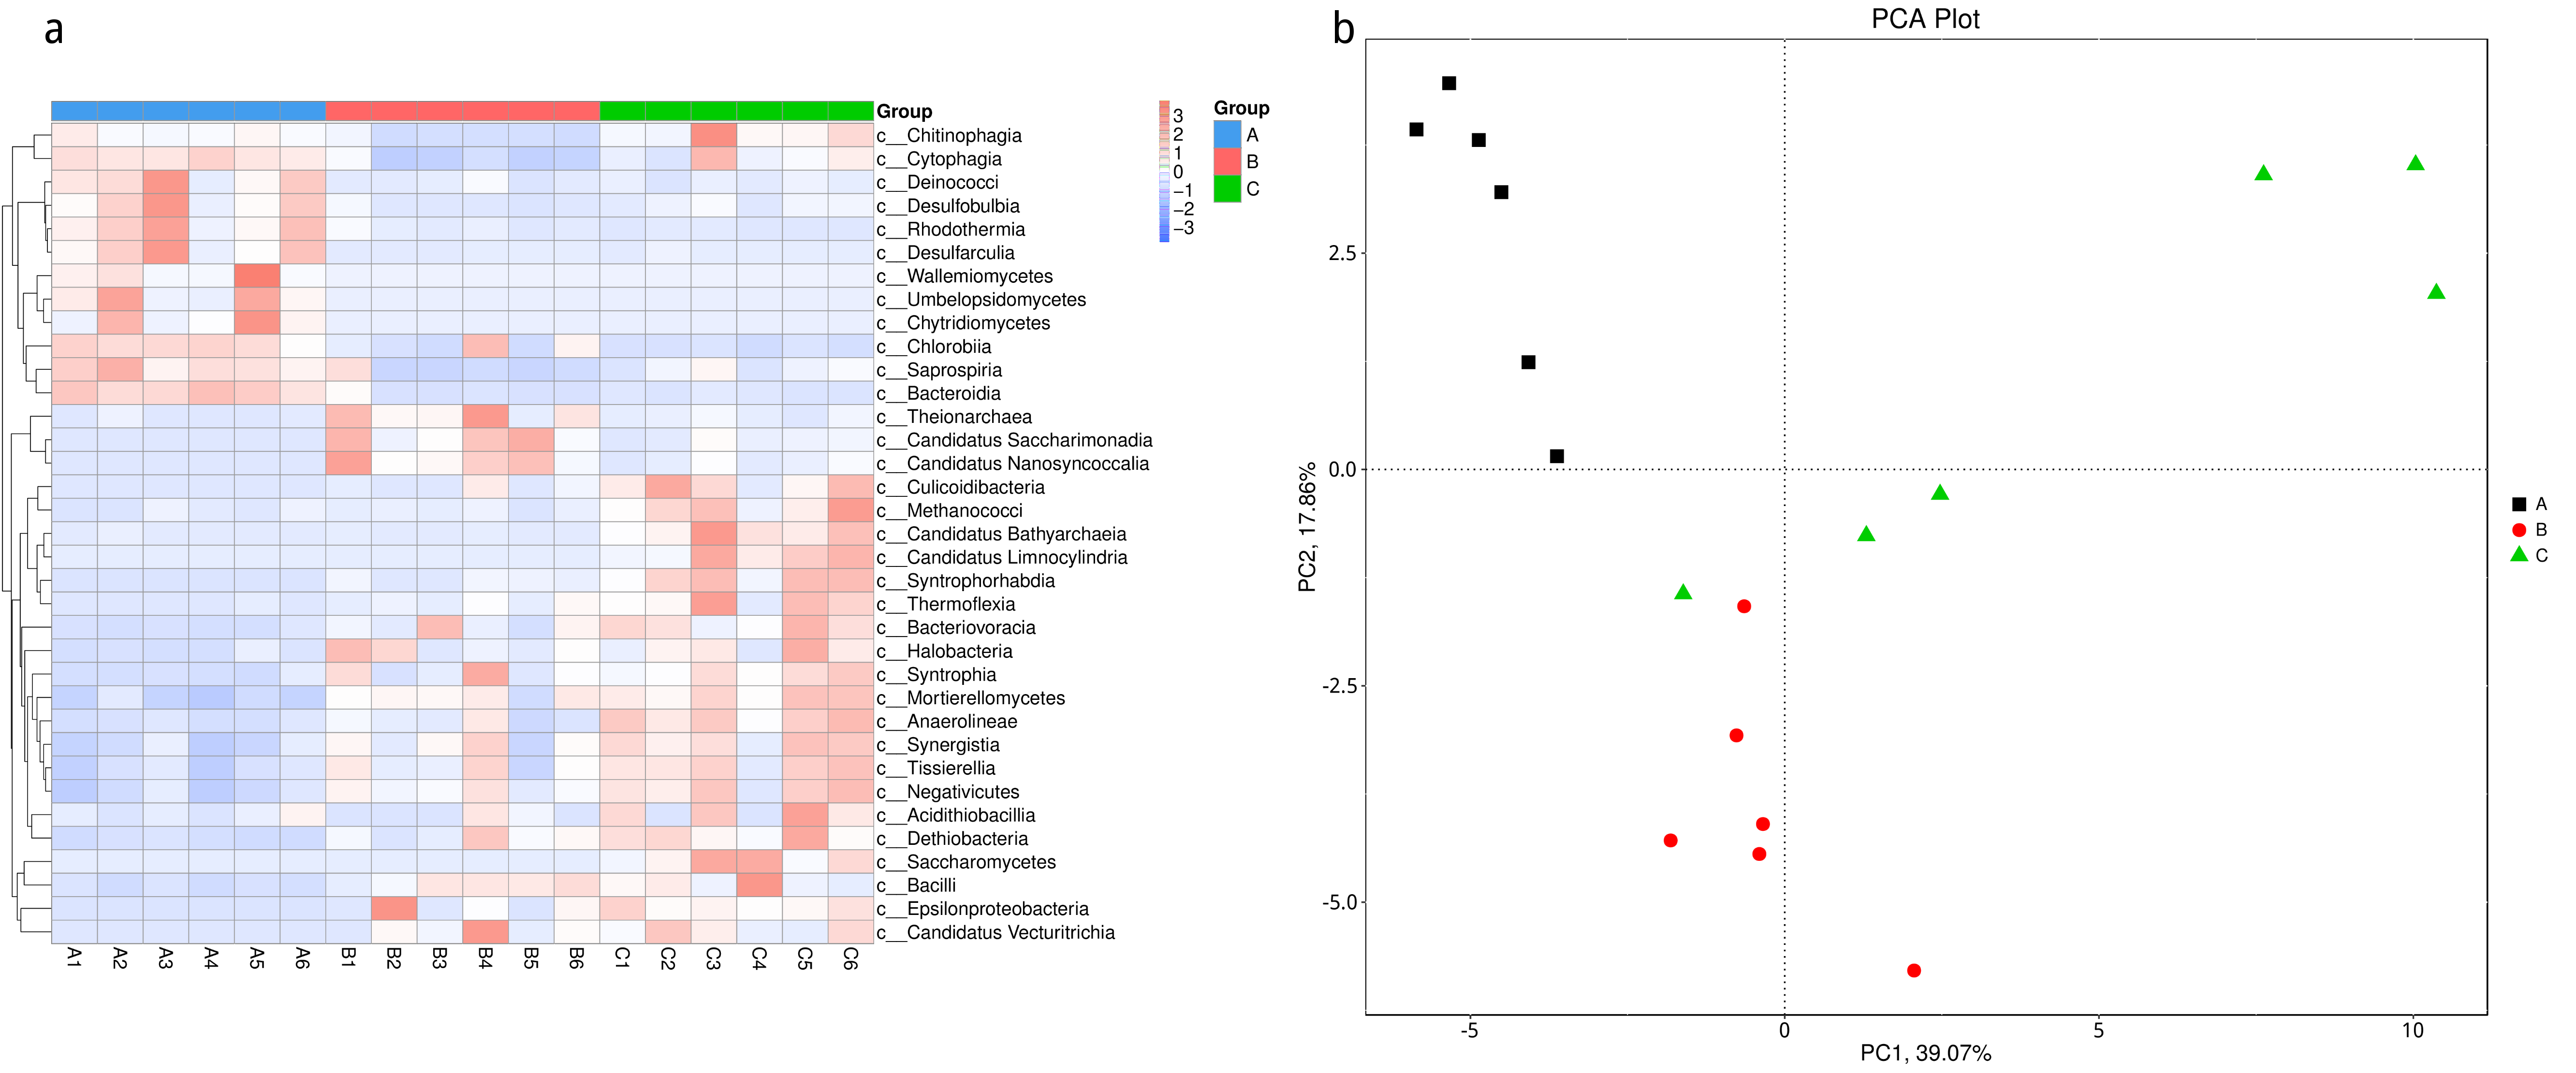 a
Group
c__Chitinophagia
c__Cytophagia
c__Deinococci
c__Desulfobulbia
c__Rhodothermia
c__Desulfarculia
c__Wallemiomycetes
c__Umbelopsidomycetes
c__Chytridiomycetes
c__Chlorobiia
c__Saprospiria
c__Bacteroidia
c__Theionarchaea
c__Candidatus Saccharimonadia
c__Candidatus Nanosyncoccalia
c__Culicoidibacteria
c__Methanococci
c__Candidatus Bathyarchaeia
c__Candidatus Limnocylindria
c__Syntrophorhabdia
c__Thermoflexia
c__Bacteriovoracia
c__Halobacteria
c__Syntrophia
c__Mortierellomycetes
c__Anaerolineae
c__Synergistia
c__Tissierellia
c__Negativicutes
c__Acidithiobacillia
c__Dethiobacteria
c__Saccharomycetes
c__Bacilli
c__Epsilonproteobacteria
c__Candidatus Vecturitrichia
A1 A2 A3 A4 A5 A6 B1 B2 B3 B4 B5 B6 C1 C2 C3 C4 C5 C6
3
2
1
0
−1
−2
−3
Group
A
B
C
b
PCA Plot
PC2, 17.86%
2.5
0.0
-2.5
-5.0
-5 0 5 10
PC1, 39.07%
A
B
C